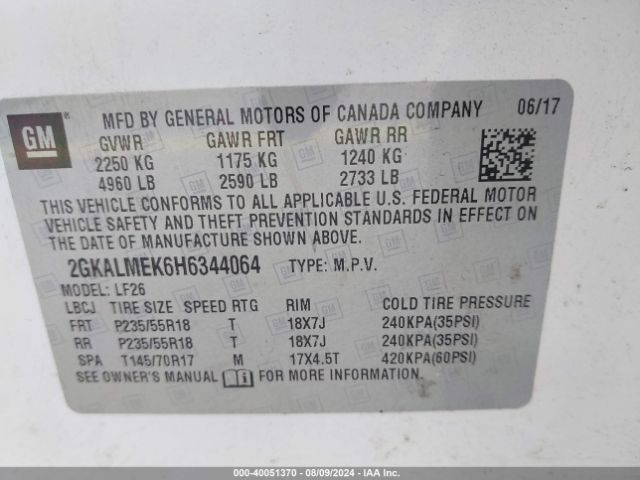 GM
MFD BY GENERAL MOTORS OF CANADA COMPANY 06/17
GVWR GAWR FRT GAWR RR
2250 KG 1175 KG 1240 KG
4960 LB 2590 LB 2733 LB
THIS VEHICLE CONFORMS TO ALL APPLICABLE U.S. FEDERAL MOTOR
VEHICLE SAFETY AND THEFT PREVENTION STANDARDS IN EFFECT ON
THE DATE OF MANUFACTURE SHOWN ABOVE.
2GKALMEK6H6344064 TYPE: M.P.V.
MODEL: LF26
LBCJ TIRE SIZE SPEED RTG RIM COLD TIRE PRESSURE
FRT P235/55R18 T 18X7J 240KPA(35PSI)
RR P235/55R18 T 18X7J 240KPA(35PSI)
SPA T145/70R17 M 17X4.5T 420KPA(60PSI)
SEE OWNER'S MANUAL FOR MORE INFORMATION.
000-40051370 - 08/09/2024 - IAA Inc.